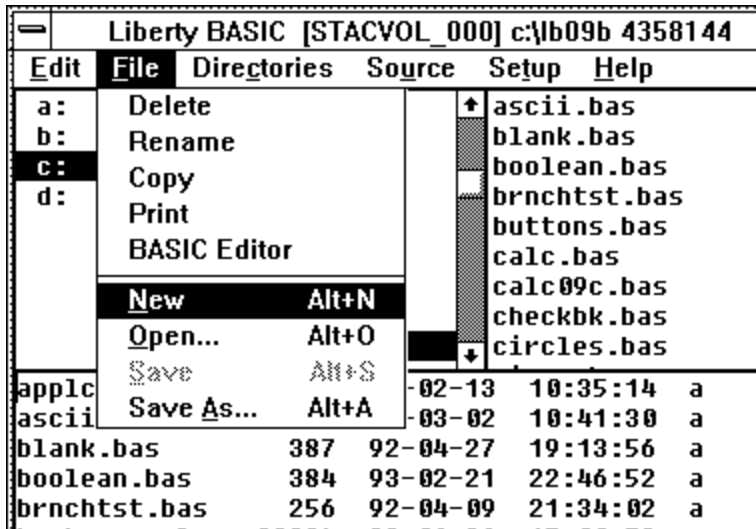 Liberty BASIC [STACVOL_000] c:\lb09b 4358144
Edit File Directories Source Setup Help
a:
b:
c:
d:
Delete
Rename
Copy
Print
BASIC Editor
New Alt+N
Open... Alt+O
Save Alt+S
Save As... Alt+A
ascii.bas
blank.bas
boolean.bas
brnchtst.bas
buttons.bas
calc.bas
calc09c.bas
checkbk.bas
circles.bas
applc -02-13 10:35:14 a
ascii -03-02 10:41:30 a
blank.bas 387 92-04-27 19:13:56 a
boolean.bas 384 93-02-21 22:46:52 a
brnchtst.bas 256 92-04-09 21:34:02 a